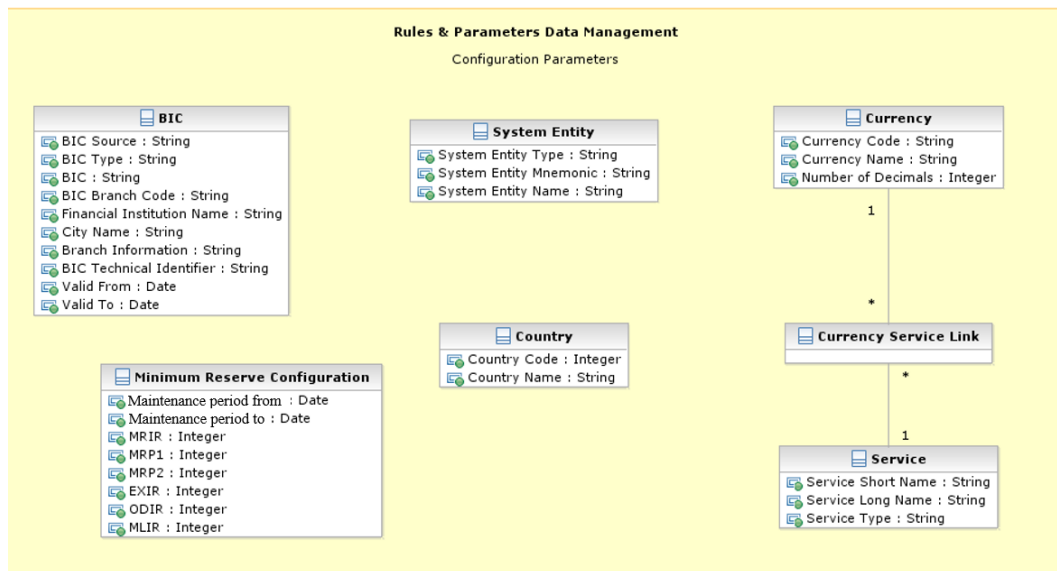 Rules & Parameters Data Management
Configuration Parameters
BIC
BIC Source : String
BIC Type : String
BIC : String
BIC Branch Code : String
Financial Institution Name : String
City Name : String
Branch Information : String
BIC Technical Identifier : String
Valid From : Date
Valid To : Date
System Entity
System Entity Type : String
System Entity Mnemonic : String
System Entity Name : String
Currency
Currency Code : String
Currency Name : String
Number of Decimals : Integer
1
*
Country
Country Code : Integer
Country Name : String
Currency Service Link
*
1
Minimum Reserve Configuration
Maintenance period from : Date
Maintenance period to : Date
MRIR : Integer
MRP1 : Integer
MRP2 : Integer
EXIR : Integer
ODIR : Integer
MLIR : Integer
Service
Service Short Name : String
Service Long Name : String
Service Type : String